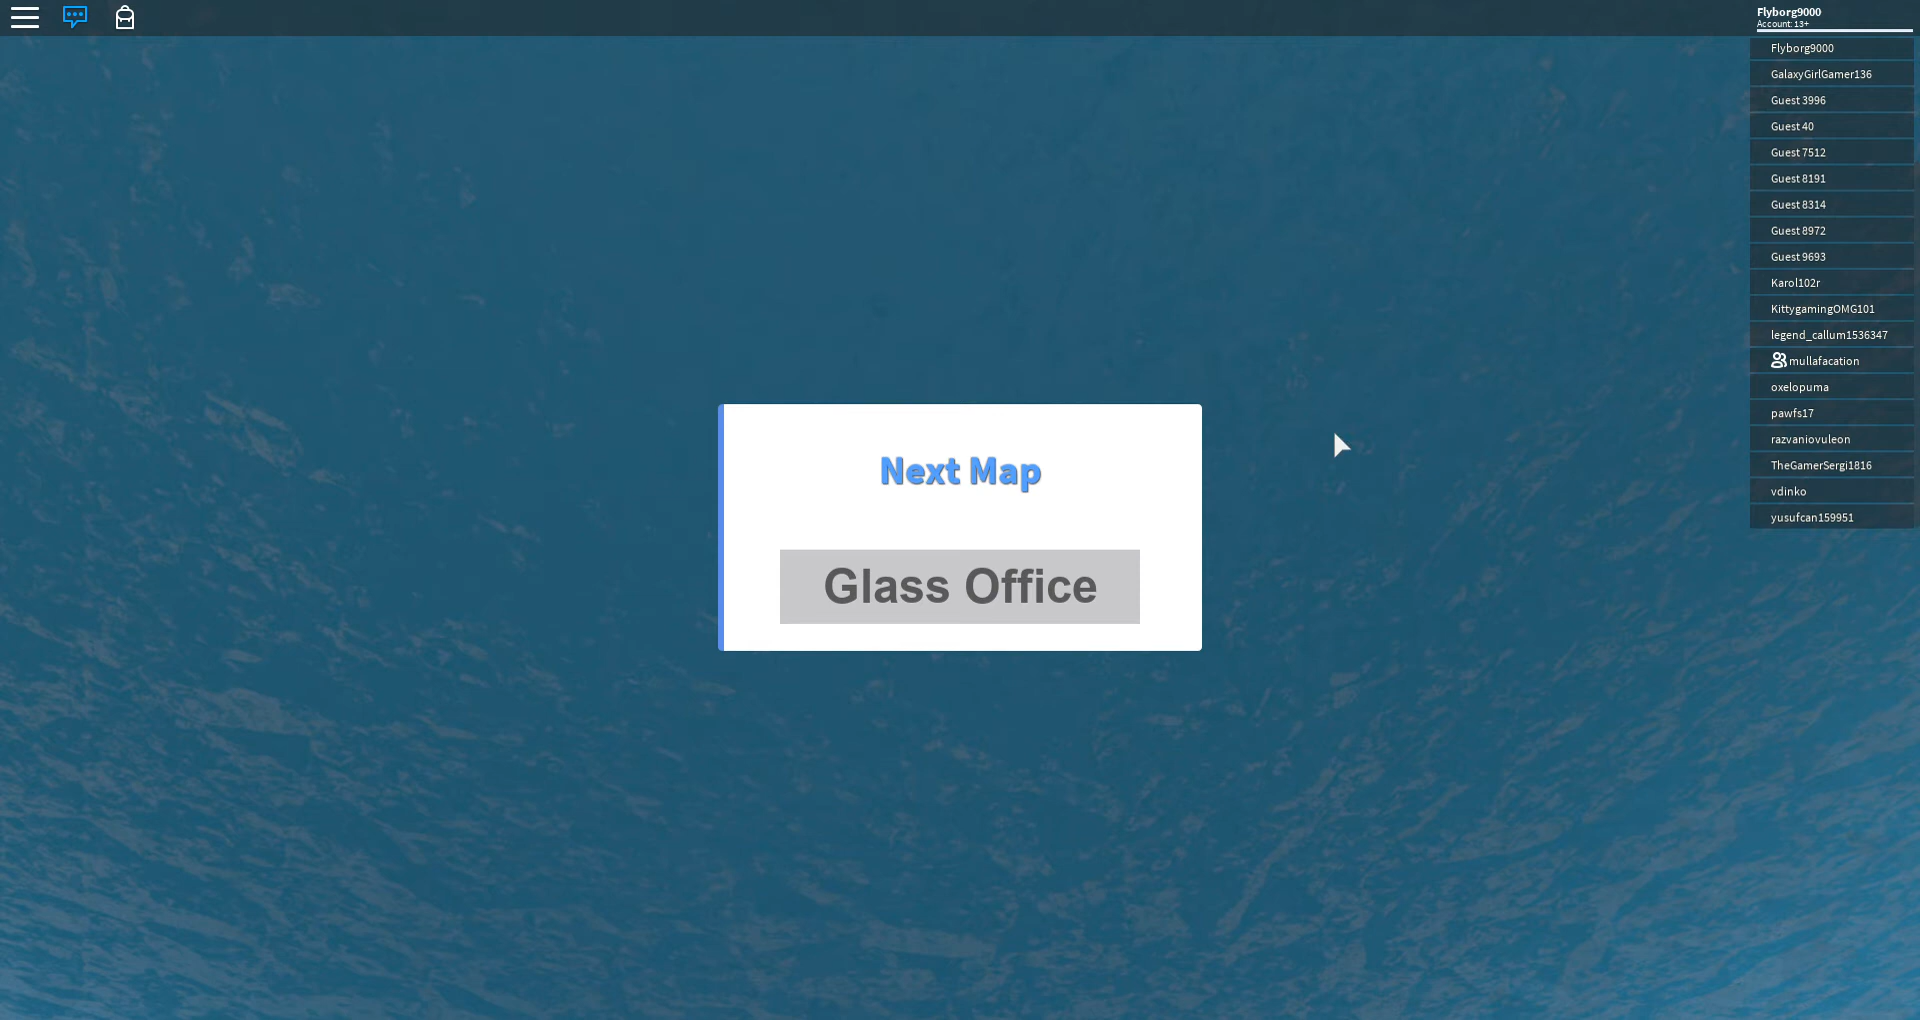 Flyborg9000
Account: 13+
Flyborg9000
GalaxyGirlGamer136
Guest 3996
Guest 40
Guest 7512
Guest 8191
Guest 8314
Guest 8972
Guest 9693
Karol102r
KittygamingOMG101
legend_callum1536347
mullafacation
oxelopuma
pawfs17
razvaniovuleon
TheGamerSergi1816
vdinko
yusufcan159951
Next Map
Glass Office